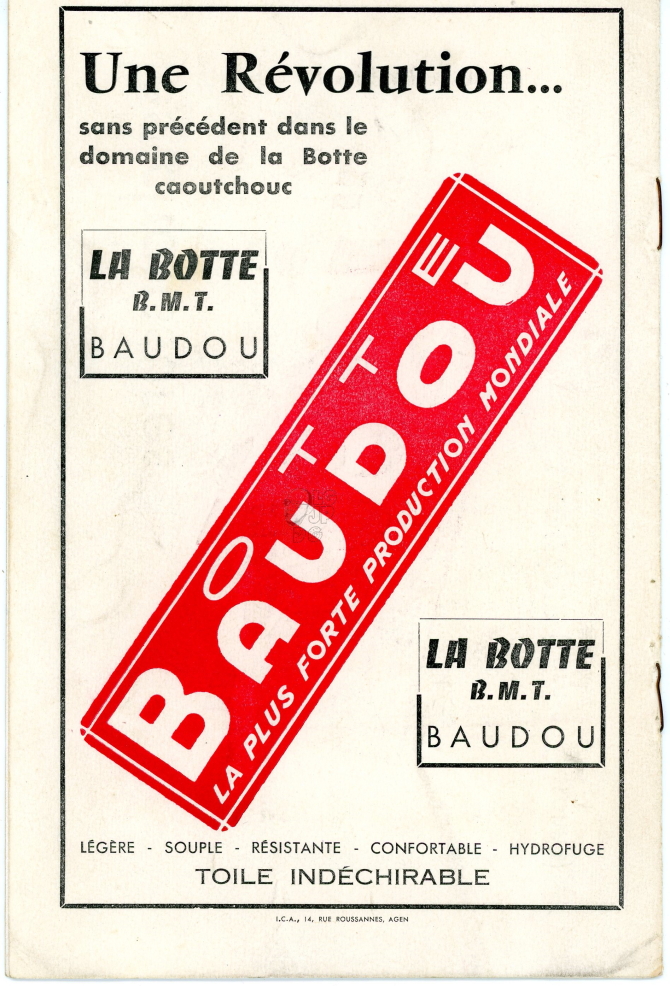 Une Révolution...
sans précédent dans le
domaine de la Botte
caoutchouc
LA BOTTE
B.M.T.
BAUDOU
BOTTE
BAUDOU
LA PLUS FORTE PRODUCTION MONDIALE
LA BOTTE
B.M.T.
BAUDOU
LÉGÈRE - SOUPLE - RÉSISTANTE - CONFORTABLE - HYDROFUGE
TOILE INDÉCHIRABLE
I.C.A., 14, RUE ROUSSANNES, AGEN